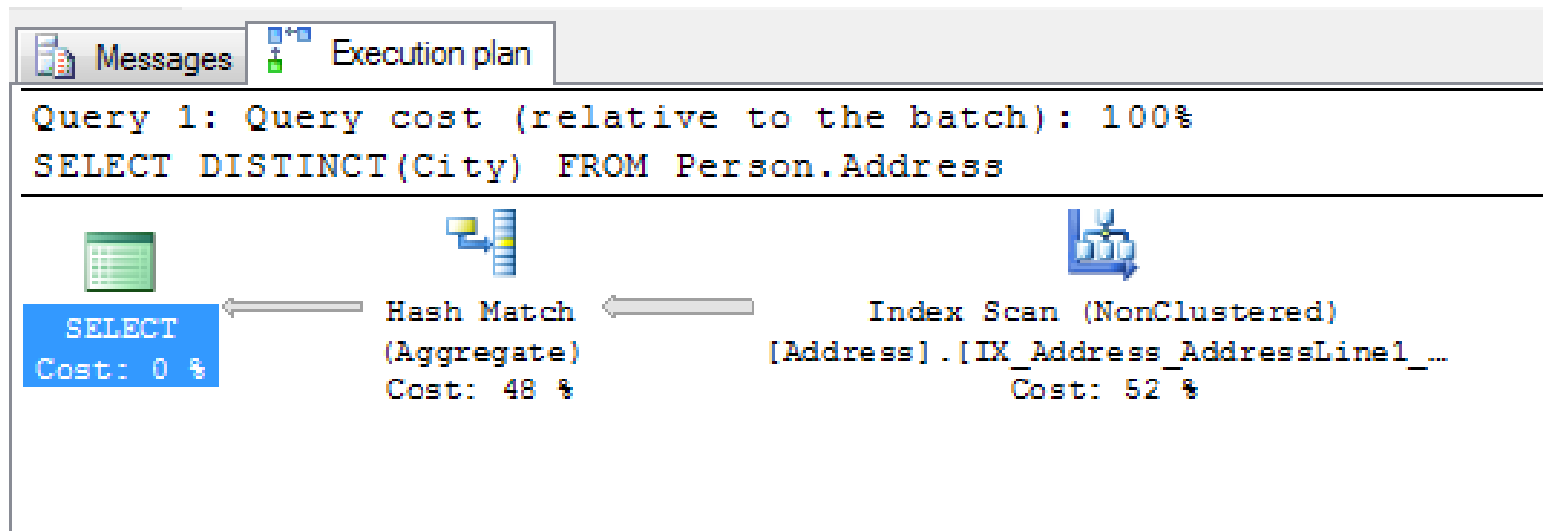 Messages
Execution plan
Query 1: Query cost (relative to the batch): 100%
SELECT DISTINCT(City) FROM Person.Address
SELECT
Cost: 0 %
Hash Match
(Aggregate)
Cost: 48 %
Index Scan (NonClustered)
[Address].[IX_Address_AddressLine1_…
Cost: 52 %